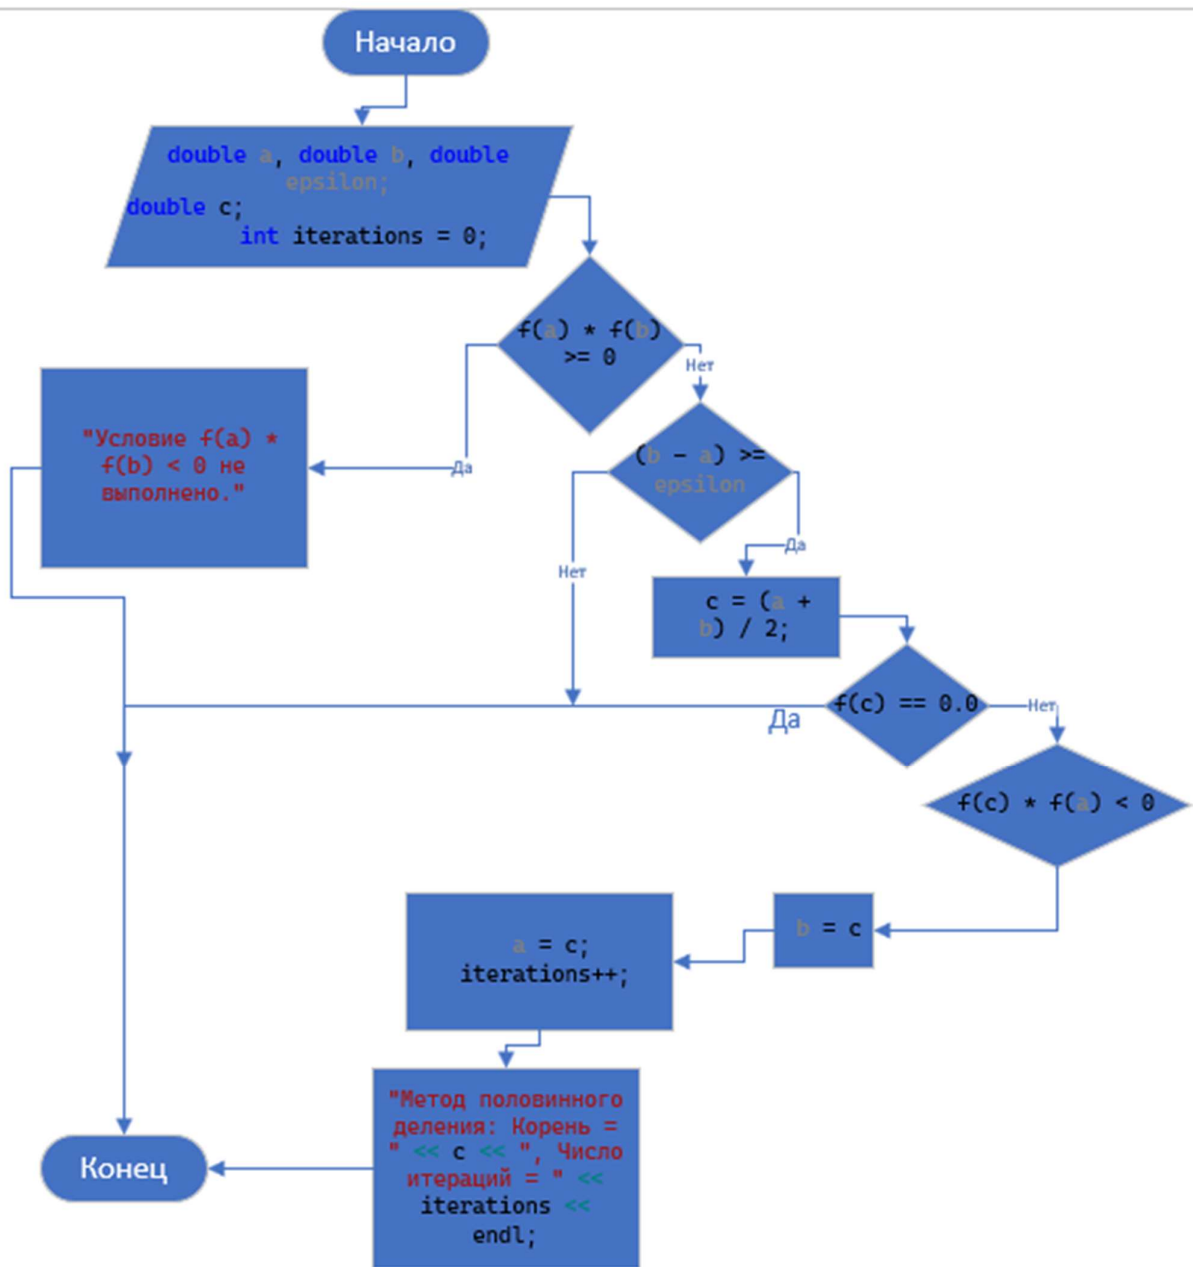 Начало
double a, double b, double
epsilon;
double c;
int iterations = 0;
f(a) * f(b)
>= 0
Нет
"Условие f(a) *
f(b) < 0 не
выполнено."
Да
(b - a) >=
epsilon
Да
Нет
c = (a +
b) / 2;
f(c) == 0.0
Да
Нет
f(c) * f(a) < 0
b = c
a = c;
iterations++;
"Метод половинного
деления: Корень =
" << c << ", Число
итераций = " <<
iterations <<
endl;
Конец